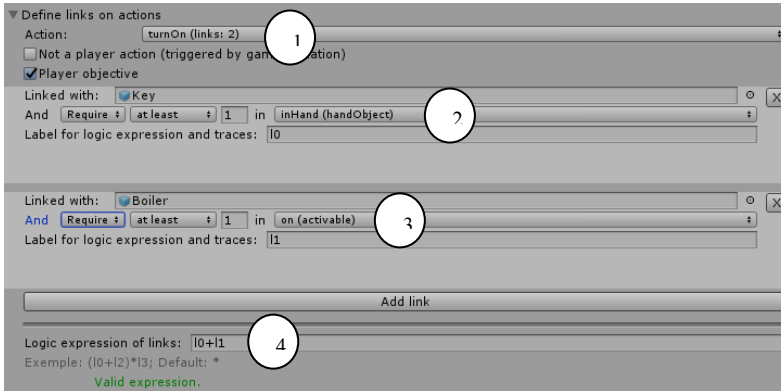 Define links on actions
Action: turnOn (links: 2) 1
Not a player action (triggered by game
Player objective
Linked with: Key X
And Require at least 1 in inHand (handObject) 2
Label for logic expression and traces: l0
Linked with: Boiler X
And Require at least 1 in on (activable) 3
Label for logic expression and traces: l1
Add link
Logic expression of links: l0+l1 4
Exemple: (l0+l2)*l3; Default: *
Valid expression.